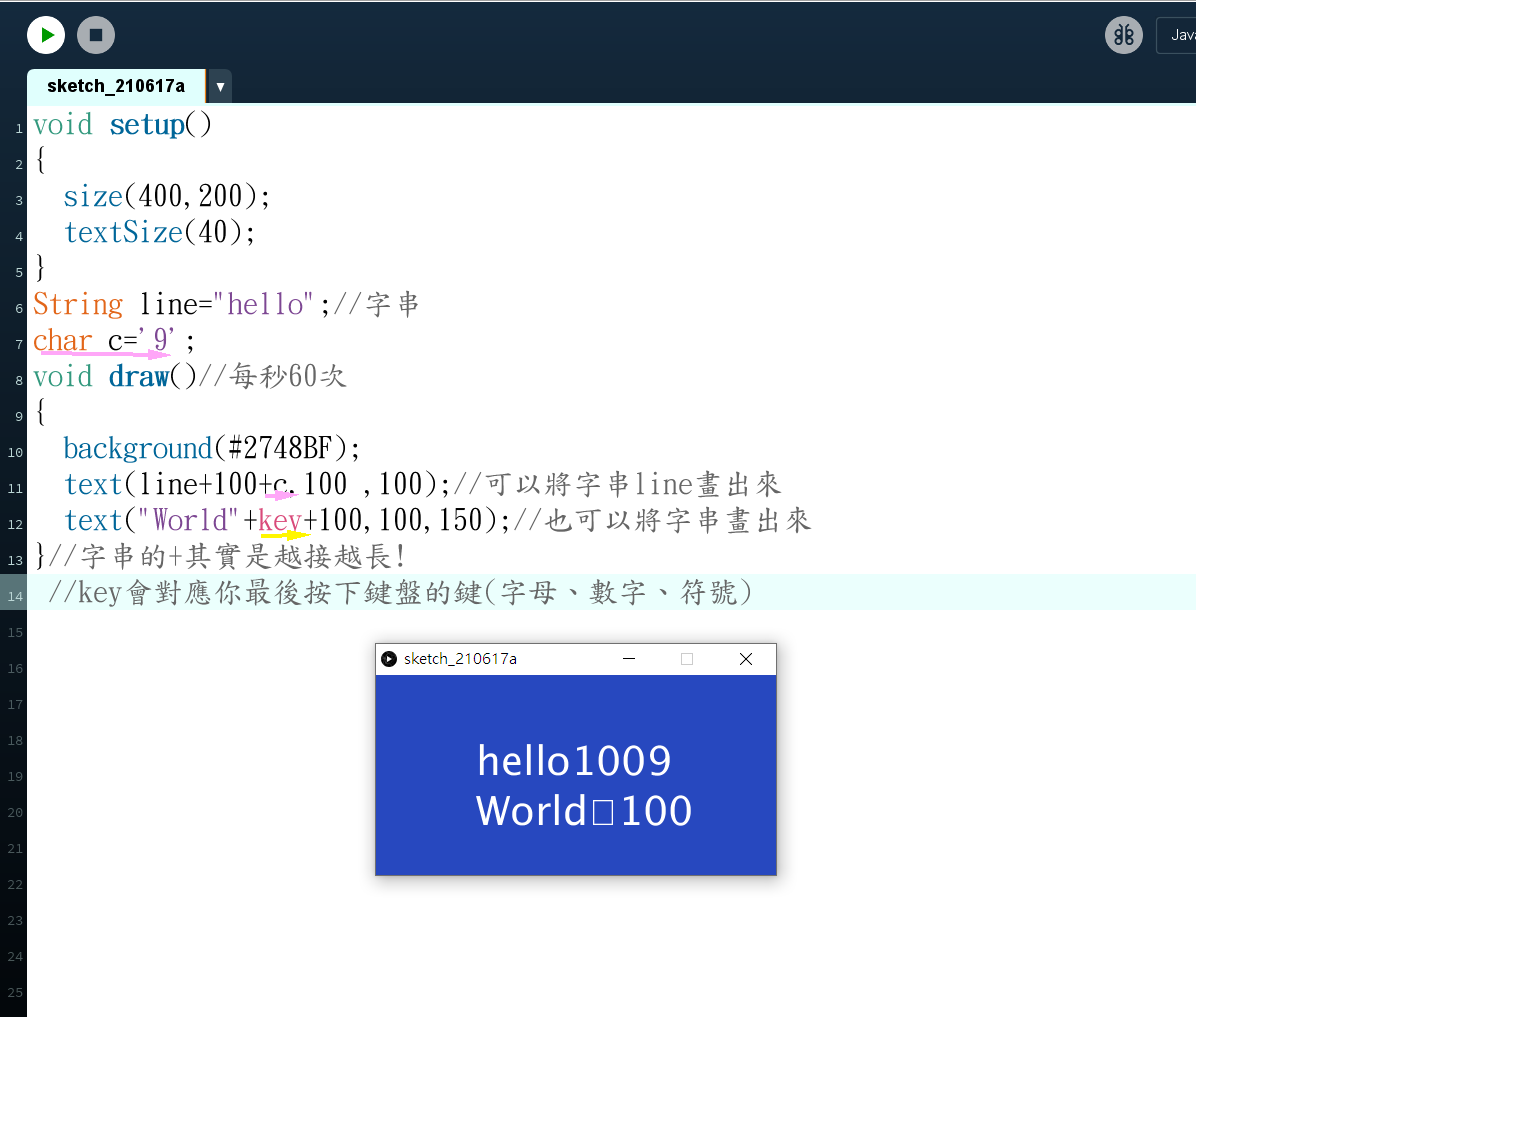 Java
sketch_210617a ▼
1 void setup()
2 {
3   size(400,200);
4   textSize(40);
5 }
6 String line="hello";//字串
7 char c='9';
8 void draw()//每秒60次
9 {
10   background(#2748BF);
11   text(line+100+c,100 ,100);//可以將字串line畫出來
12   text("World"+key+100,100,150);//也可以將字串畫出來
13 }//字串的+其實是越接越長!
14  //key會對應你最後按下鍵盤的鍵(字母、數字、符號)
15
16
17
18
19
20
21
22
23
24
25
sketch_210617a
hello1009
World□100